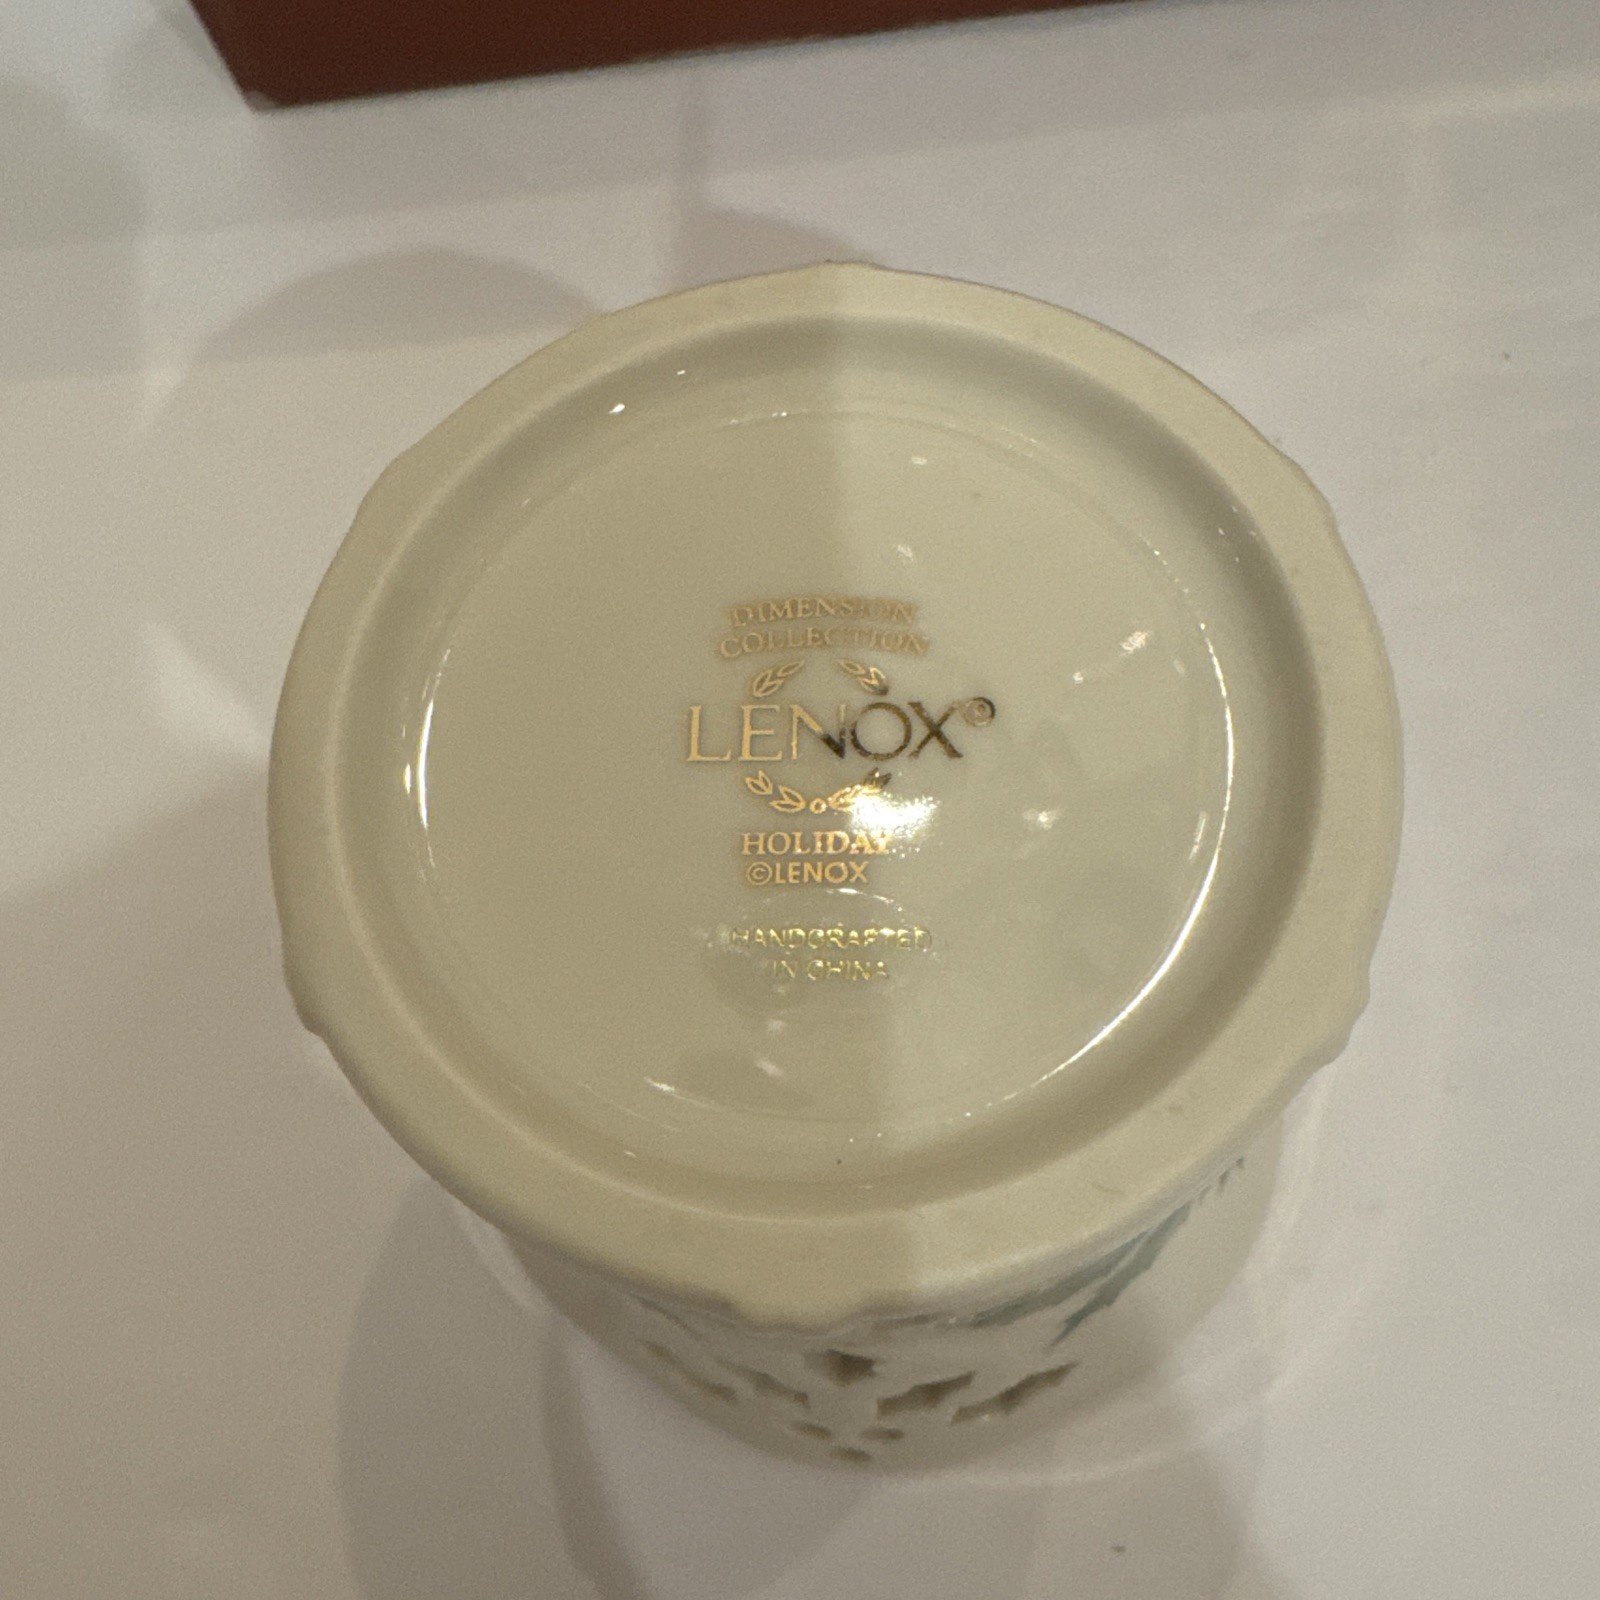 DIMENSION
COLLECTION
LENOX®
HOLIDAY
©LENOX
HANDCRAFTED
IN CHINA